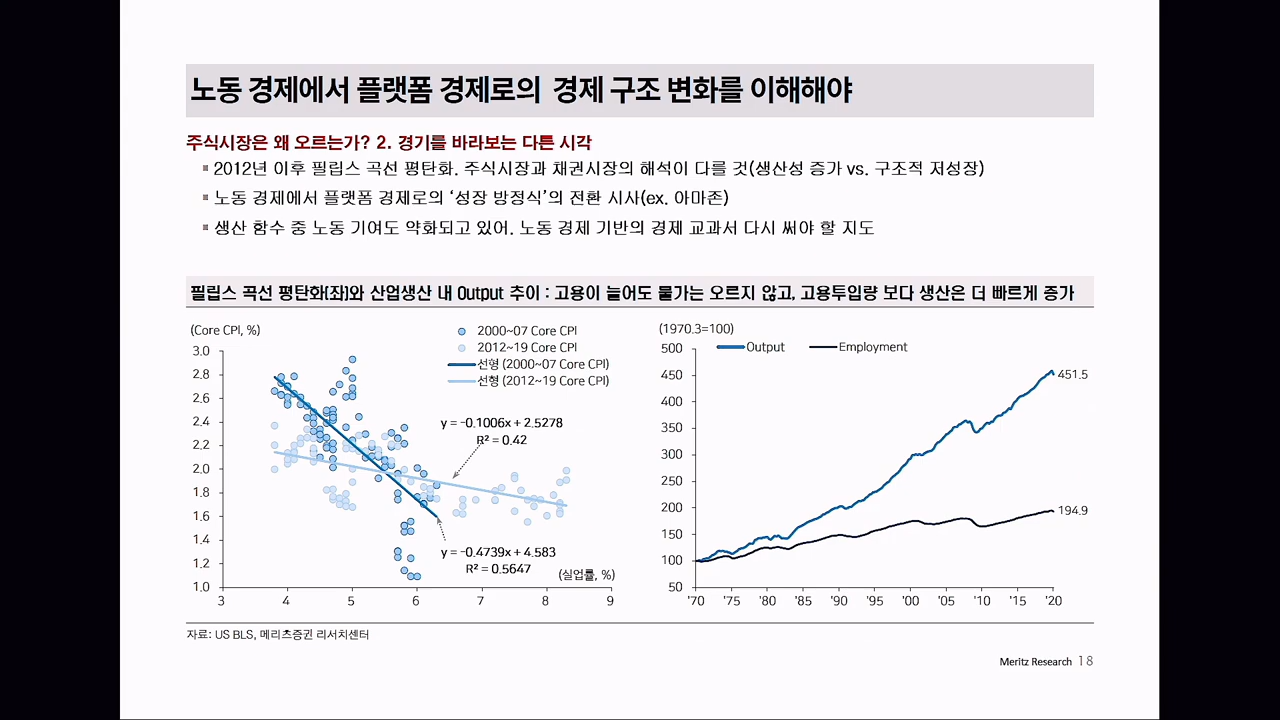 노동 경제에서 플랫폼 경제로의 경제 구조 변화를 이해해야
주식시장은 왜 오르는가? 2. 경기를 바라보는 다른 시각
▪ 2012년 이후 필립스 곡선 평탄화. 주식시장과 채권시장의 해석이 다를 것(생산성 증가 vs. 구조적 저성장)
▪ 노동 경제에서 플랫폼 경제로의 ‘성장 방정식’의 전환 시사(ex. 아마존)
▪ 생산 함수 중 노동 기여도 약화되고 있어. 노동 경제 기반의 경제 교과서 다시 써야 할 지도
필립스 곡선 평탄화(좌)와 산업생산 내 Output 추이 : 고용이 늘어도 물가는 오르지 않고, 고용투입량 보다 생산은 더 빠르게 증가
(Core CPI, %)
2000~07 Core CPI
2012~19 Core CPI
선형 (2000~07 Core CPI)
선형 (2012~19 Core CPI)
3.0
2.8
2.6
2.4
2.2
2.0
1.8
1.6
1.4
1.2
1.0
y = -0.1006x + 2.5278
R² = 0.42
y = -0.4739x + 4.583
R² = 0.5647
(실업률, %)
3 4 5 6 7 8 9
(1970.3=100)
Output Employment
500
450
400
350
300
250
200
150
100
50
451.5
194.9
'70 '75 '80 '85 '90 '95 '00 '05 '10 '15 '20
자료: US BLS, 메리츠증권 리서치센터
Meritz Research 18